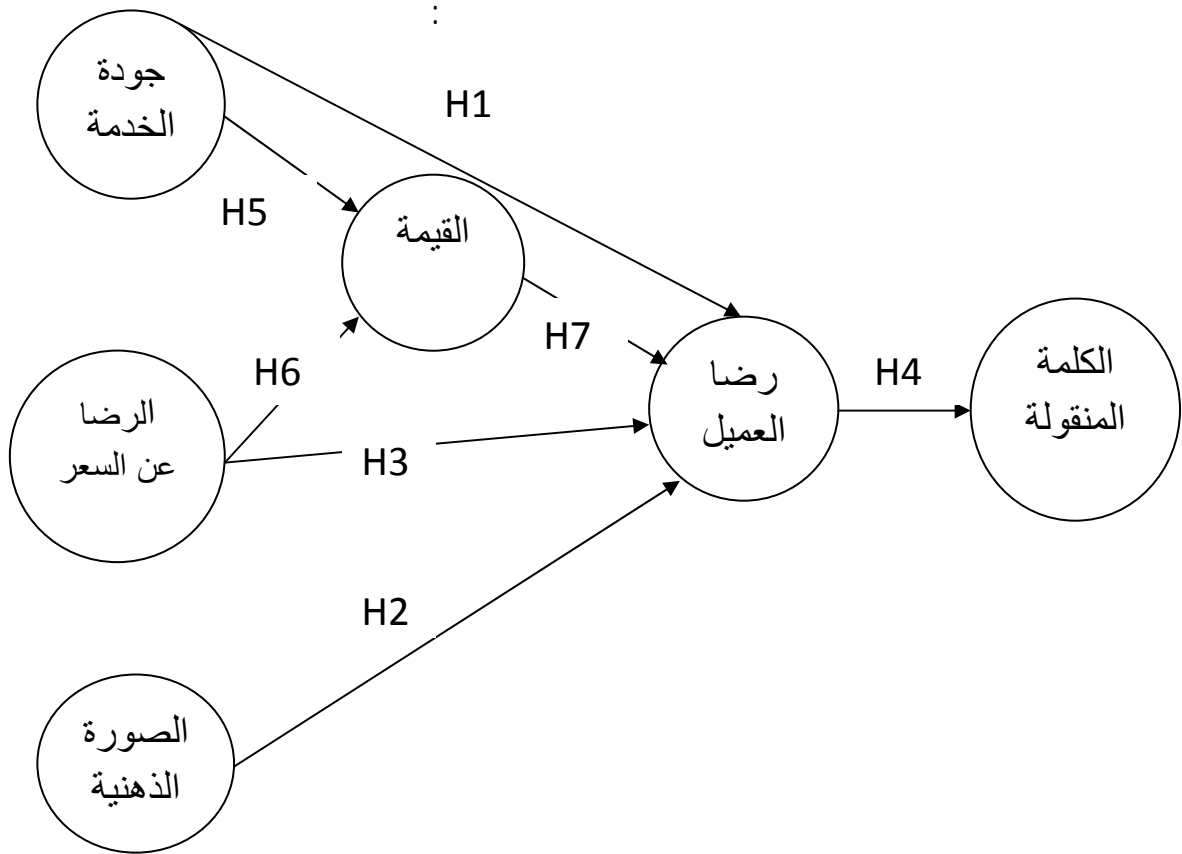 :
جودة
الخدمة
H1
H5
القيمة
H7
H6
الرضا
عن السعر
H3
رضا
العميل
H4
الكلمة
المنقولة
H2
الصورة
الذهنية